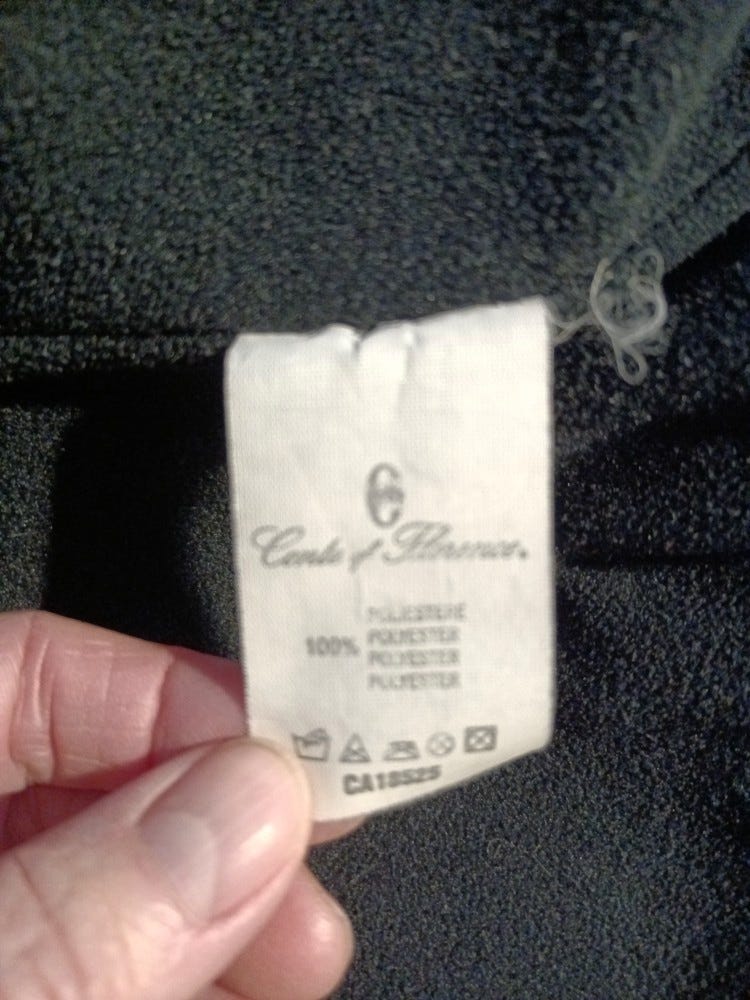 Conte of Florence.
POLIESTERE
100% POLYESTER
POLYESTER
POLYESTER
CA18525